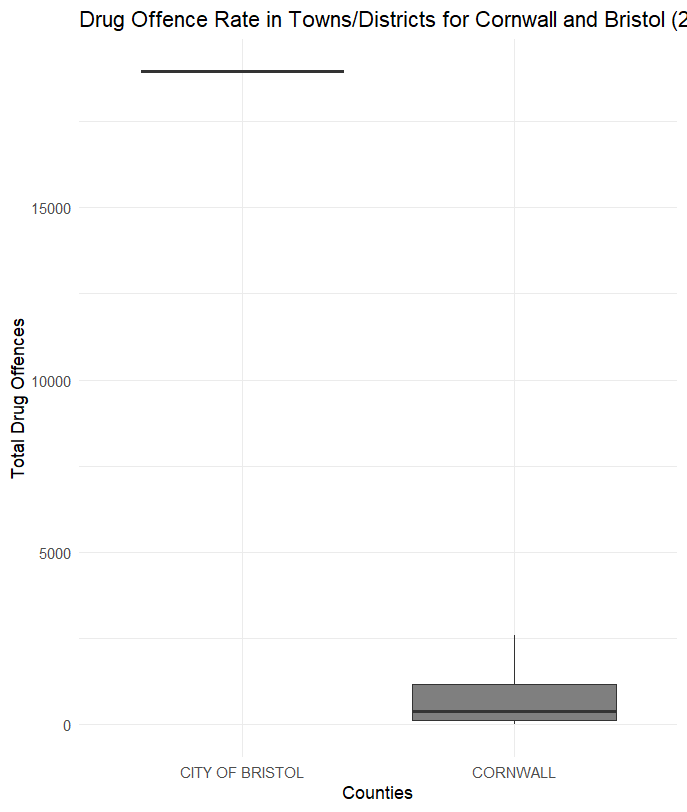 Drug Offence Rate in Towns/Districts for Cornwall and Bristol (2
Total Drug Offences
15000
10000
5000
0
CITY OF BRISTOL CORNWALL
Counties